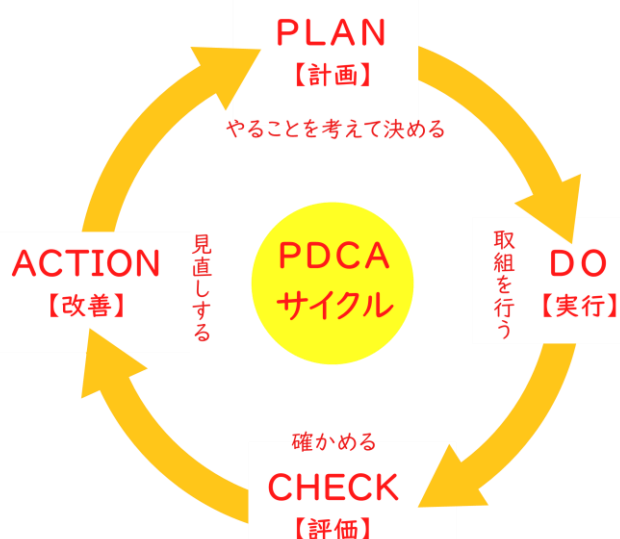 PLAN
【計画】
やることを考えて決める
DO
【実行】
取組を行う
CHECK
【評価】
確かめる
ACTION
【改善】
見直しする
PDCA
サイクル